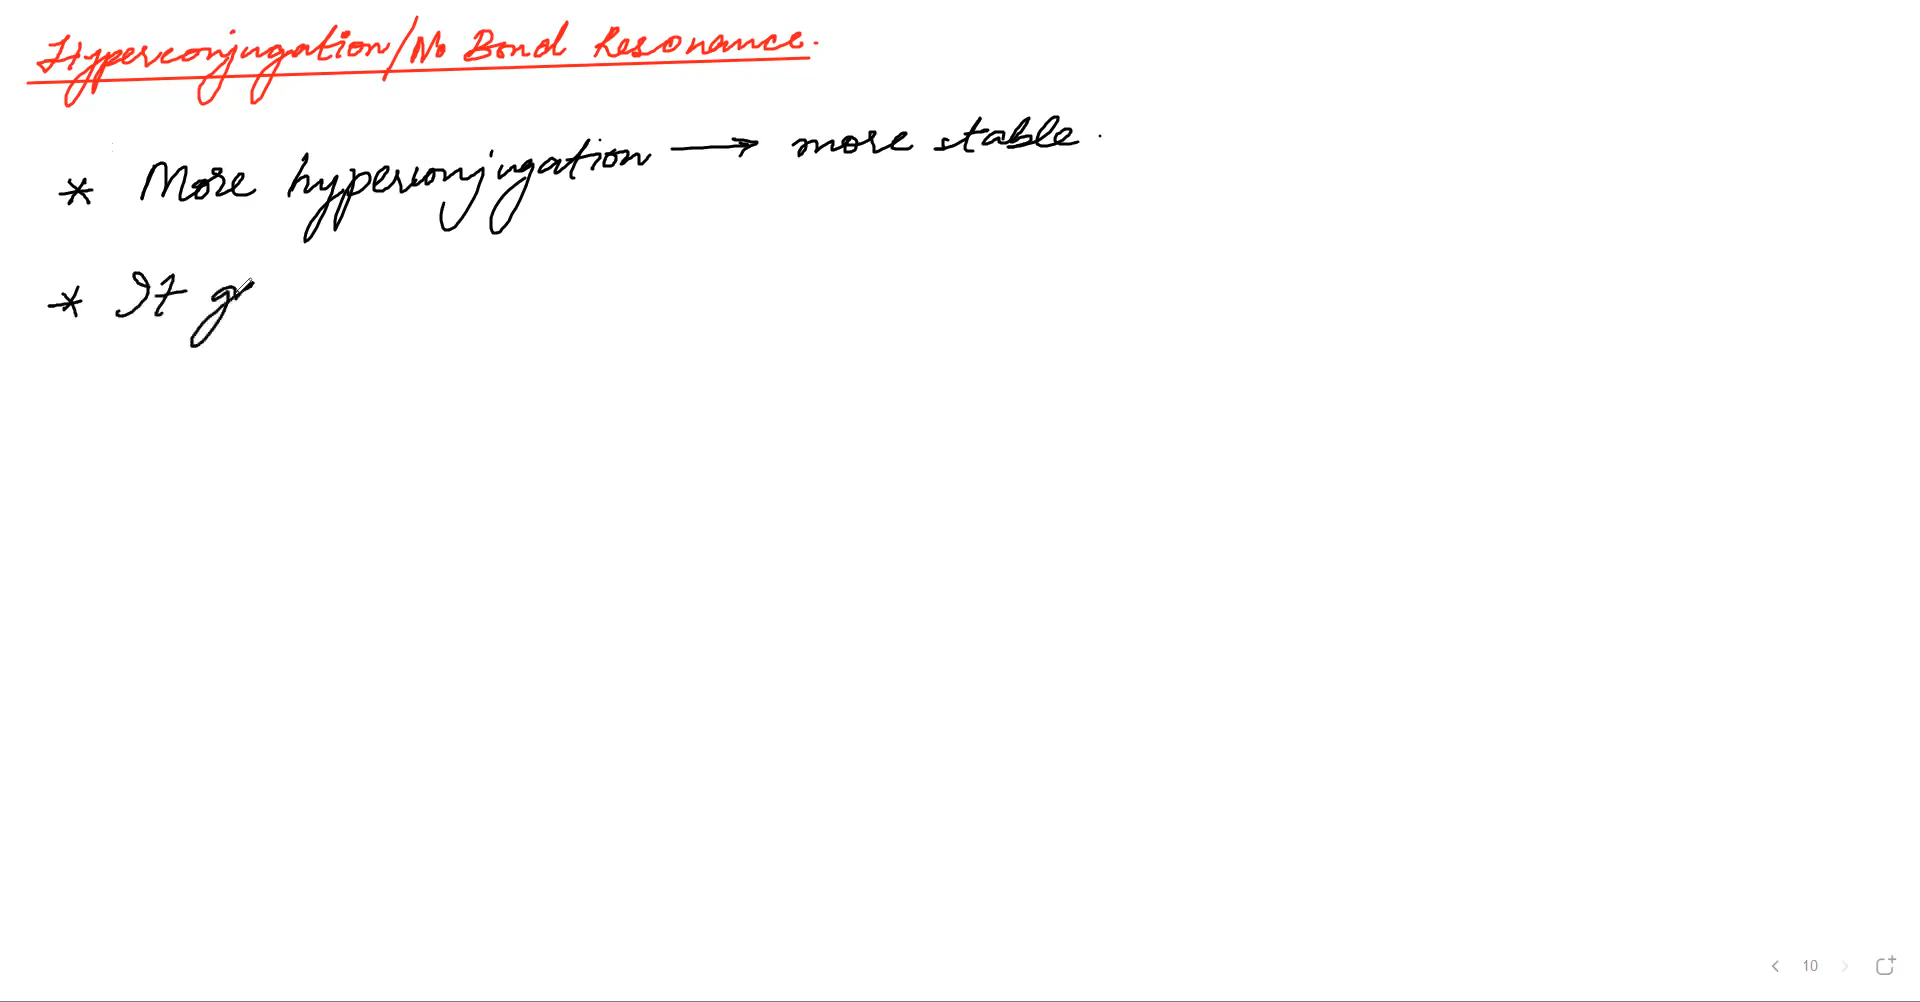 Hyperconjugation/No Bond Resonance.
* More hyperconjugation → more stable.
* It g
10